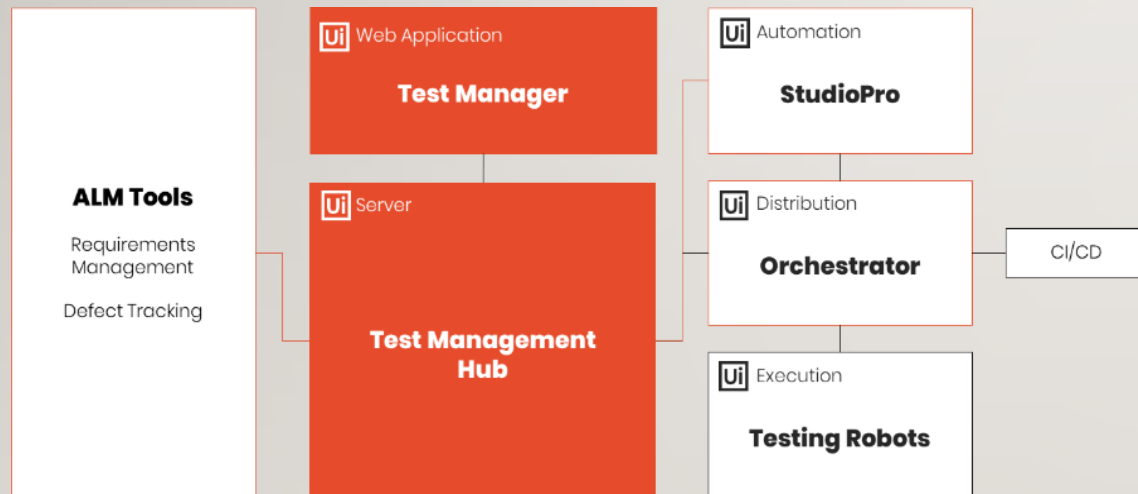 ALM Tools
Requirements
Management
Defect Tracking
Ui Web Application
Test Manager
Ui Server
Test Management
Hub
Ui Automation
StudioPro
Ui Distribution
Orchestrator
Ui Execution
Testing Robots
CI/CD